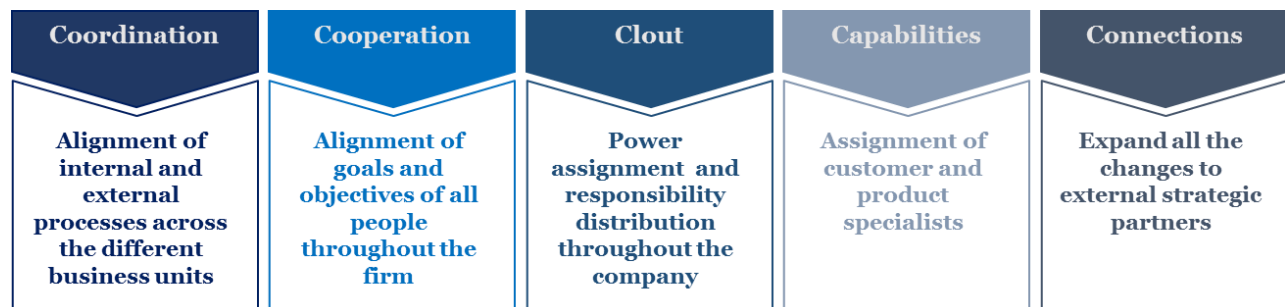 Coordination
Alignment of
internal and
external
processes across
the different
business units
Cooperation
Alignment of
goals and
objectives of all
people
throughout the
firm
Clout
Power
assignment and
responsibility
distribution
throughout the
company
Capabilities
Assignment of
customer and
product
specialists
Connections
Expand all the
changes to
external strategic
partners